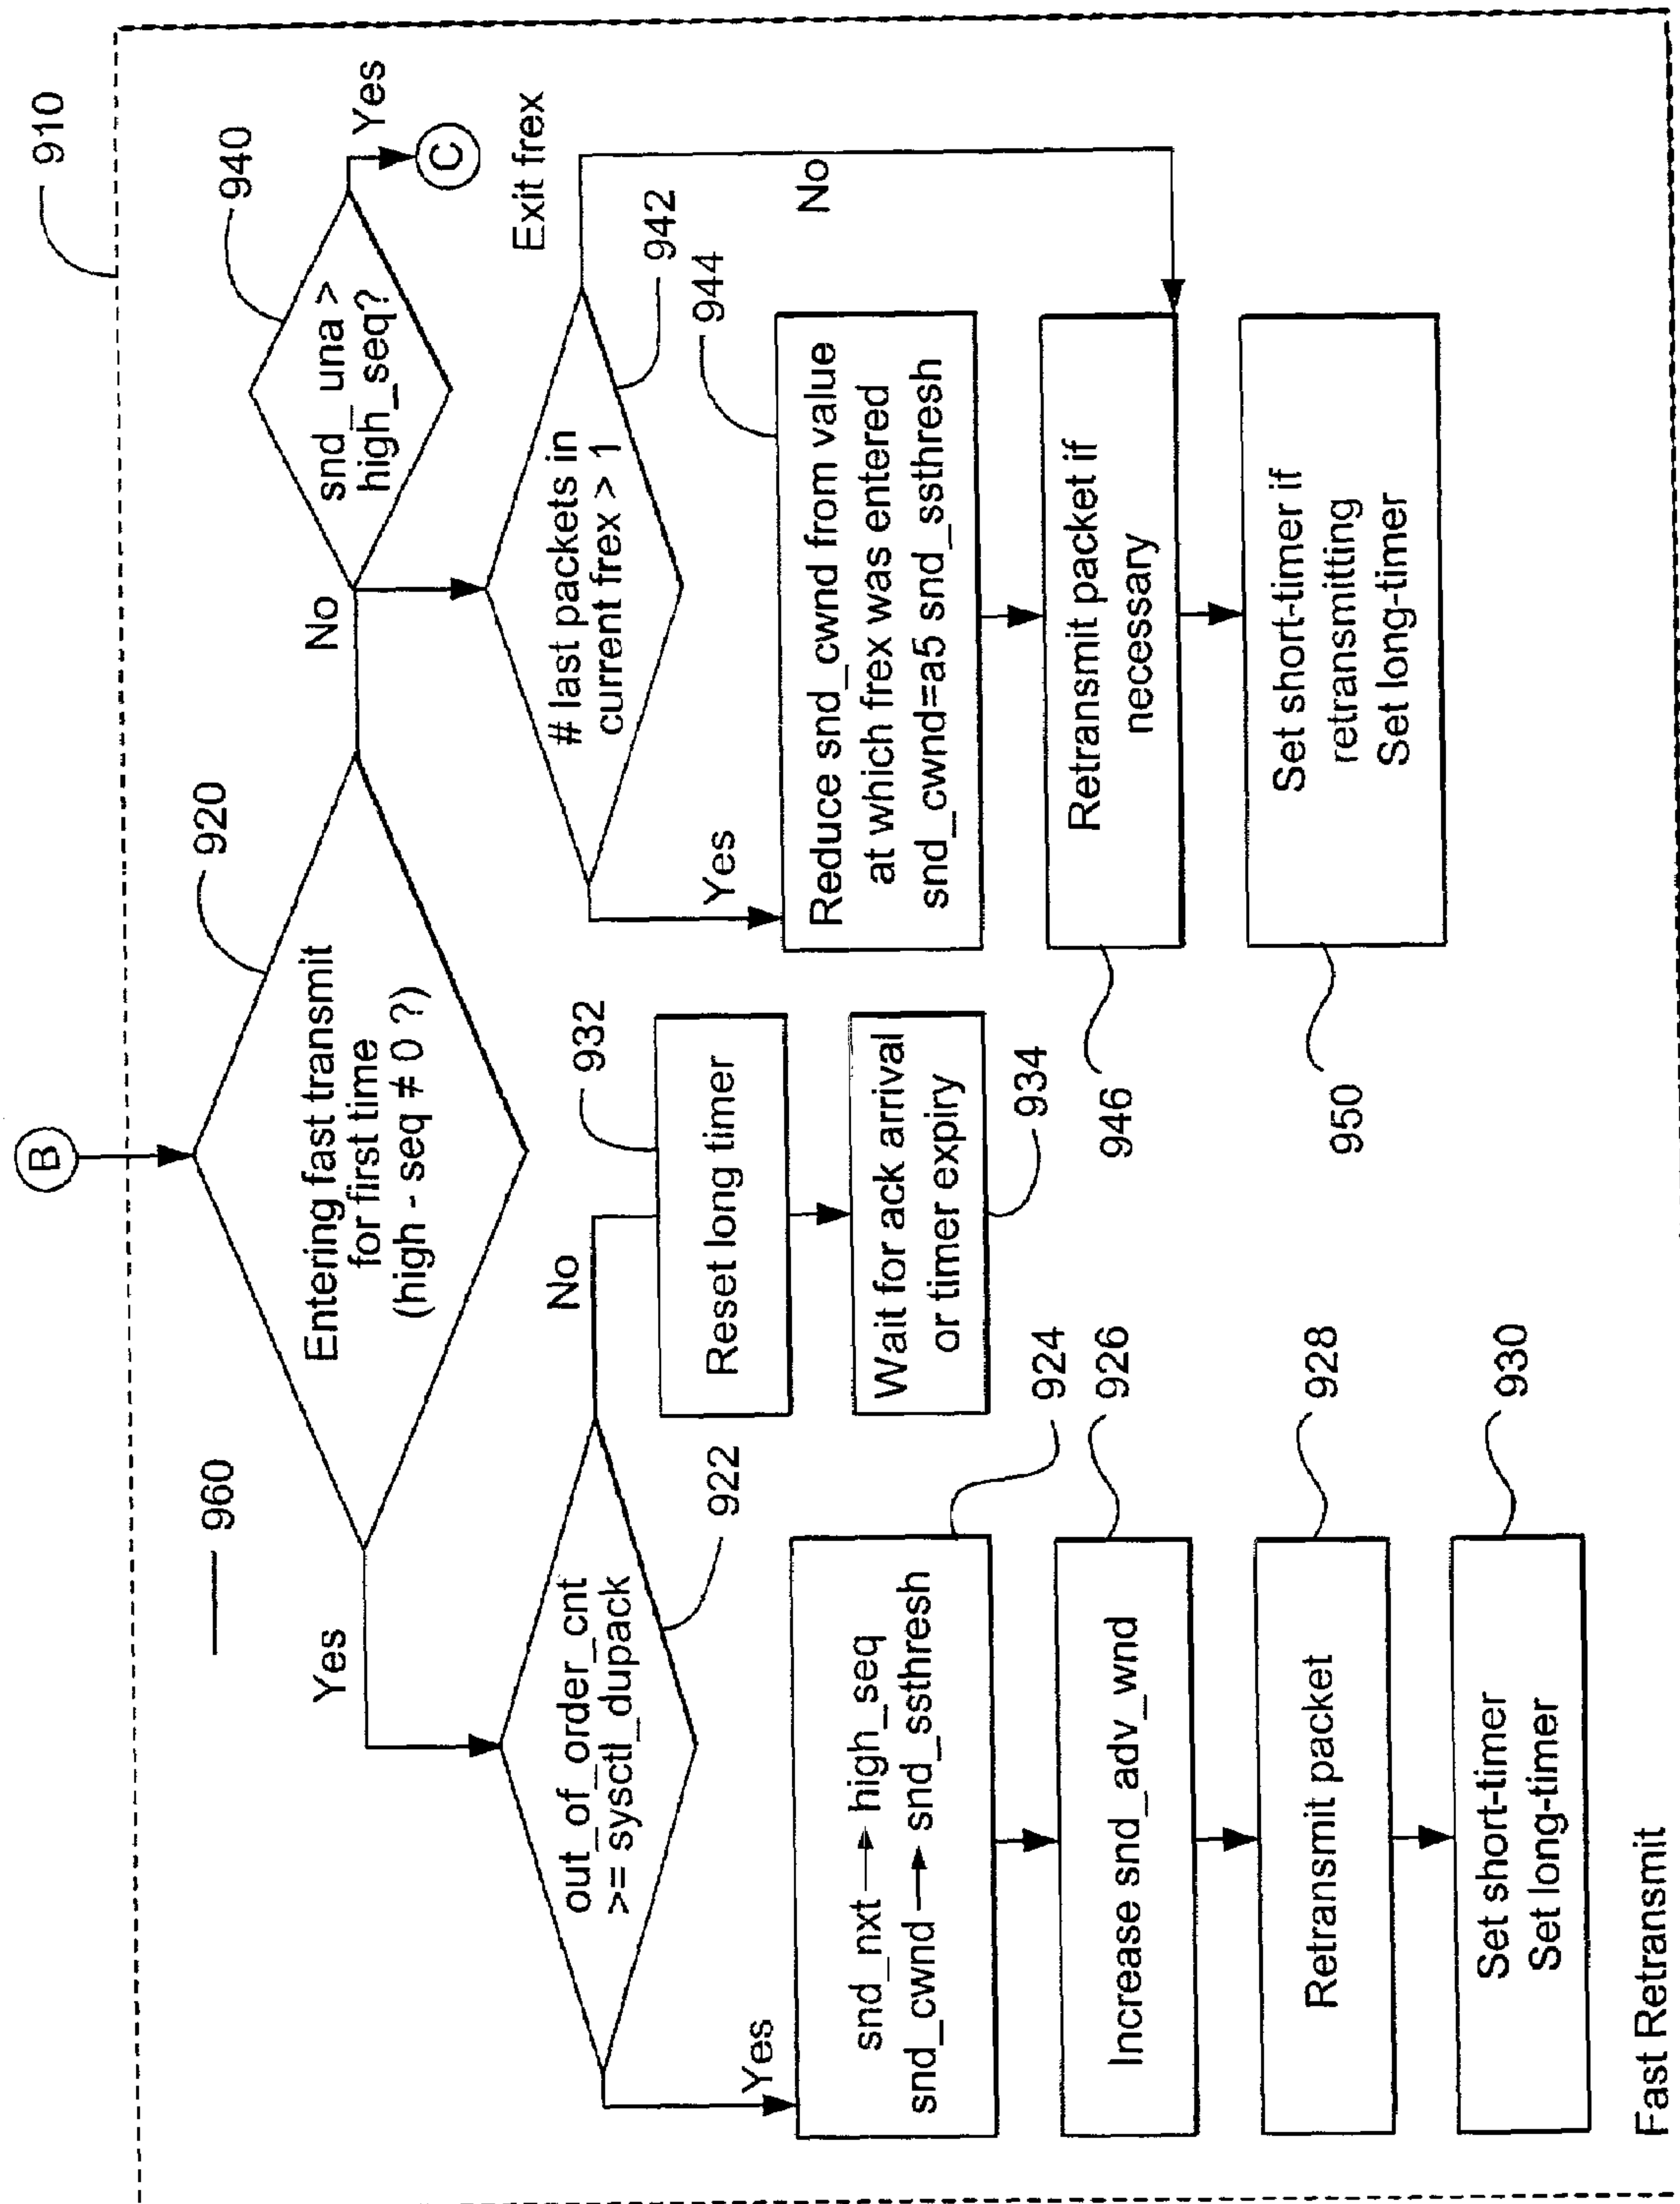 B
910
920
Entering fast transmit
for first time
(high - seq ≠ 0 ?)
960
Yes
No
940
snd_una >
high_seq?
Yes
C
Exit frex
out_of_order_cnt
>= sysctl_dupack
922
No
Yes
932
Reset long timer
Wait for ack arrival
or timer expiry
934
# last packets in
current frex > 1
942
Yes
No
944
Reduce snd_cwnd from value
at which frex was entered
snd_cwnd=a5 snd_ssthresh
Retransmit packet if
necessary
946
Set short-timer if
retransmitting
Set long-timer
950
snd_nxt → high_seq
snd_cwnd → snd_ssthresh
924
Increase snd_adv_wnd
926
Retransmit packet
928
Set short-timer
Set long-timer
930
Fast Retransmit